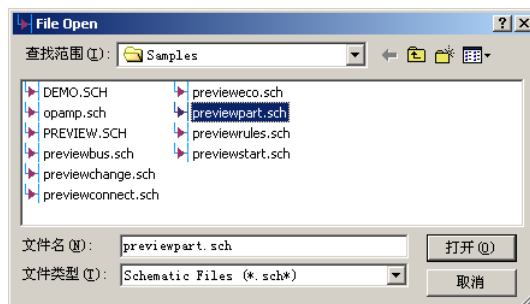 File Open
查找范围(I): Samples
DEMO.SCH
opamp.sch
PREVIEW.SCH
previewbus.sch
previewchange.sch
previewconnect.sch
previeweco.sch
previewpart.sch
previewrules.sch
previewstart.sch
文件名(N): previewpart.sch 打开(O)
文件类型(T): Schematic Files (*.sch*) 取消